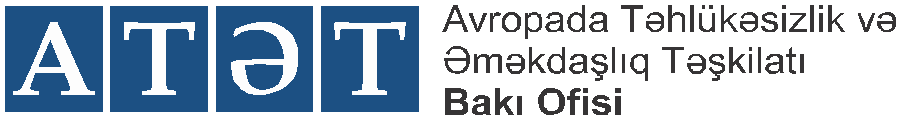 ATƏT
Avropada Təhlükəsizlik və
Əməkdaşlıq Təşkilatı
Bakı Ofisi